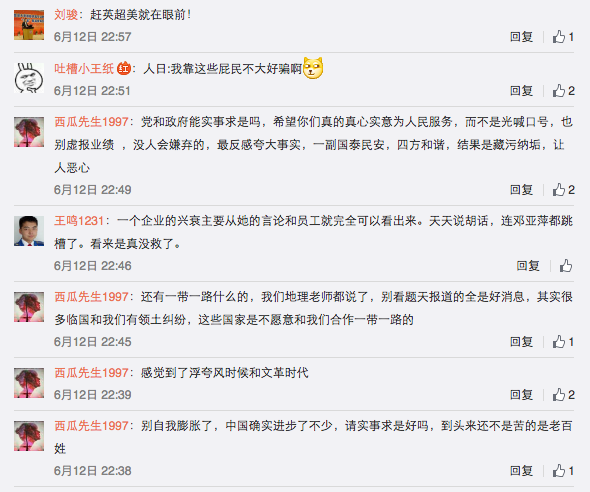 刘骏：赶英超美就在眼前！
6月12日 22:57 回复 1
吐槽小王纸：人日:我靠这些屁民不大好骗啊
6月12日 22:51 回复 2
西瓜先生1997：党和政府能实事求是吗，希望你们真的真心实意为人民服务，而不是光喊口号，也
别虚报业绩 ，没人会嫌弃的，最反感夸大事实，一副国泰民安，四方和谐，结果是藏污纳垢，让
人恶心
6月12日 22:49 回复 2
王鸣1231：一个企业的兴衰主要从她的言论和员工就完全可以看出来。天天说胡话，连邓亚萍都跳
槽了。看来是真没救了。
6月12日 22:46 回复
西瓜先生1997：还有一带一路什么的，我们地理老师都说了，别看题天报道的全是好消息，其实很
多临国和我们有领土纠纷，这些国家是不愿意和我们合作一带一路的
6月12日 22:45 回复 1
西瓜先生1997：感觉到了浮夸风时候和文革时代
6月12日 22:39 回复 2
西瓜先生1997：别自我膨胀了，中国确实进步了不少，请实事求是好吗，到头来还不是苦的是老百
姓
6月12日 22:38 回复 1